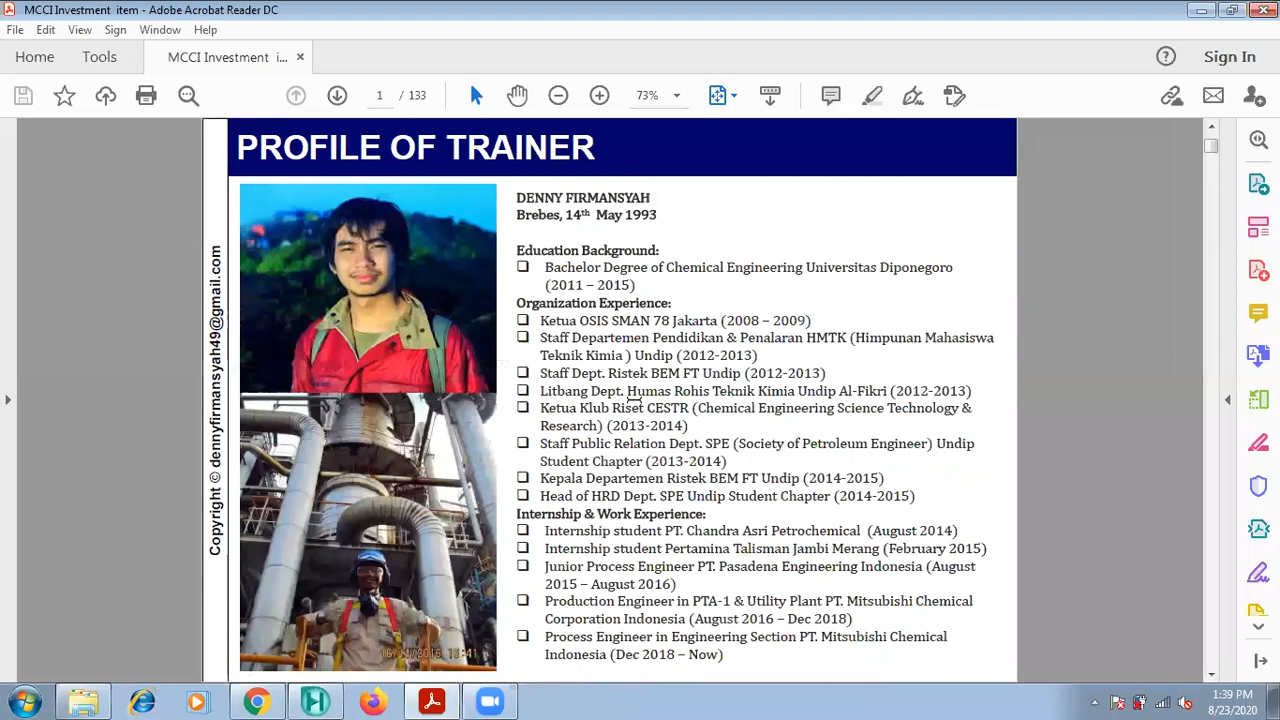 MCCI Investment  item - Adobe Acrobat Reader DC
File Edit View Sign Window Help
Home Tools MCCI Investment i... × Sign In
1 / 133 73%
PROFILE OF TRAINER
Copyright © dennyfirmansyah49@gmail.com
DENNY FIRMANSYAH
Brebes, 14th May 1993
Education Background:
❑ Bachelor Degree of Chemical Engineering Universitas Diponegoro
(2011 – 2015)
Organization Experience:
❑ Ketua OSIS SMAN 78 Jakarta (2008 – 2009)
❑ Staff Departemen Pendidikan & Penalaran HMTK (Himpunan Mahasiswa
Teknik Kimia ) Undip (2012-2013)
❑ Staff Dept. Ristek BEM FT Undip (2012-2013)
❑ Litbang Dept. Humas Rohis Teknik Kimia Undip Al-Fikri (2012-2013)
❑ Ketua Klub Riset CESTR (Chemical Engineering Science Technology &
Research) (2013-2014)
❑ Staff Public Relation Dept. SPE (Society of Petroleum Engineer) Undip
Student Chapter (2013-2014)
❑ Kepala Departemen Ristek BEM FT Undip (2014-2015)
❑ Head of HRD Dept. SPE Undip Student Chapter (2014-2015)
Internship & Work Experience:
❑ Internship student PT. Chandra Asri Petrochemical  (August 2014)
❑ Internship student Pertamina Talisman Jambi Merang (February 2015)
❑ Junior Process Engineer PT. Pasadena Engineering Indonesia (August
2015 – August 2016)
❑ Production Engineer in PTA-1 & Utility Plant PT. Mitsubishi Chemical
Corporation Indonesia (August 2016 – Dec 2018)
❑ Process Engineer in Engineering Section PT. Mitsubishi Chemical
Indonesia (Dec 2018 – Now)
1:39 PM
8/23/2020